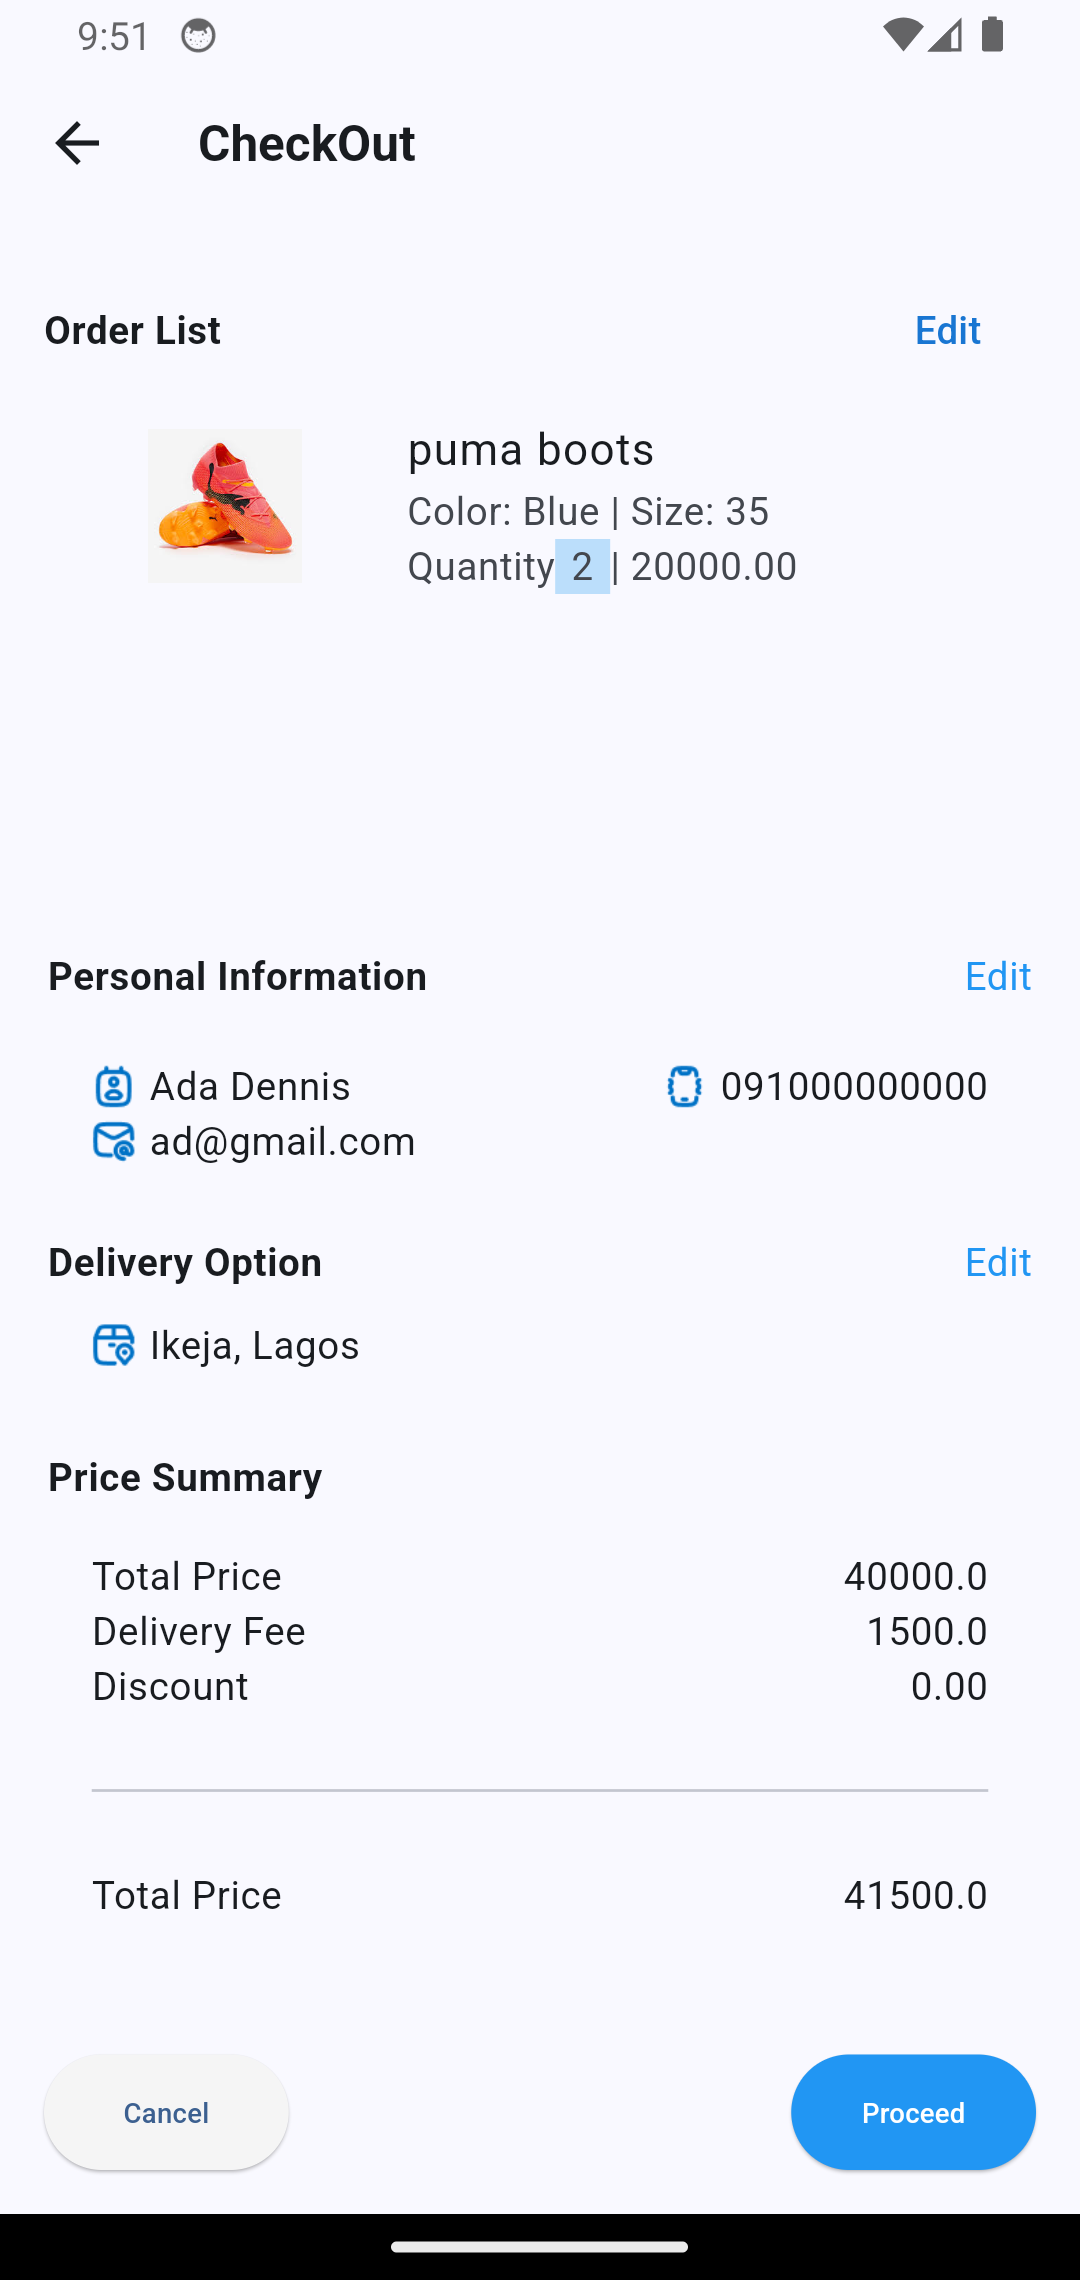 9:51
CheckOut
Order List Edit
puma boots
Color: Blue | Size: 35
Quantity 2 | 20000.00
Personal Information Edit
Ada Dennis 091000000000
ad@gmail.com
Delivery Option Edit
Ikeja, Lagos
Price Summary
Total Price 40000.0
Delivery Fee 1500.0
Discount 0.00
Total Price 41500.0
Cancel Proceed